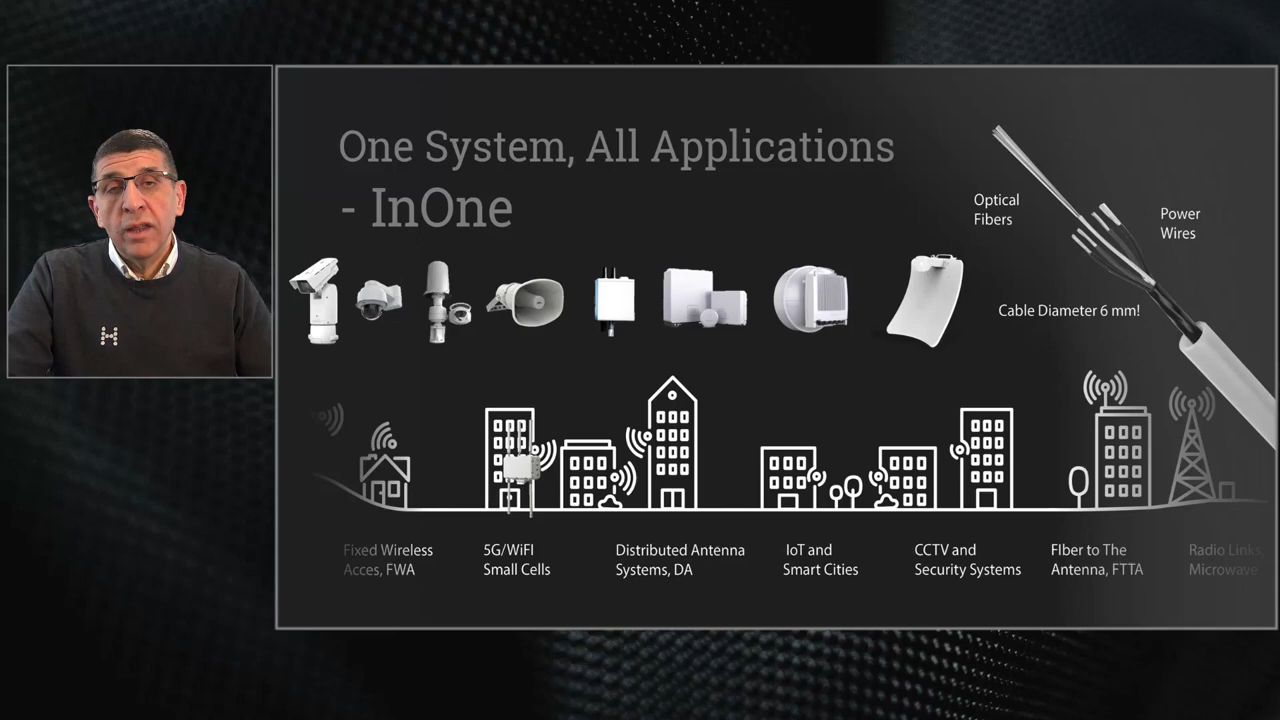 One System, All Applications
- InOne
Optical
Fibers
Power
Wires
Cable Diameter 6 mm!
Fixed Wireless
Acces, FWA
5G/WiFI
Small Cells
Distributed Antenna
Systems, DA
IoT and
Smart Cities
CCTV and
Security Systems
FIber to The
Antenna, FTTA
Radio Links,
Microwave